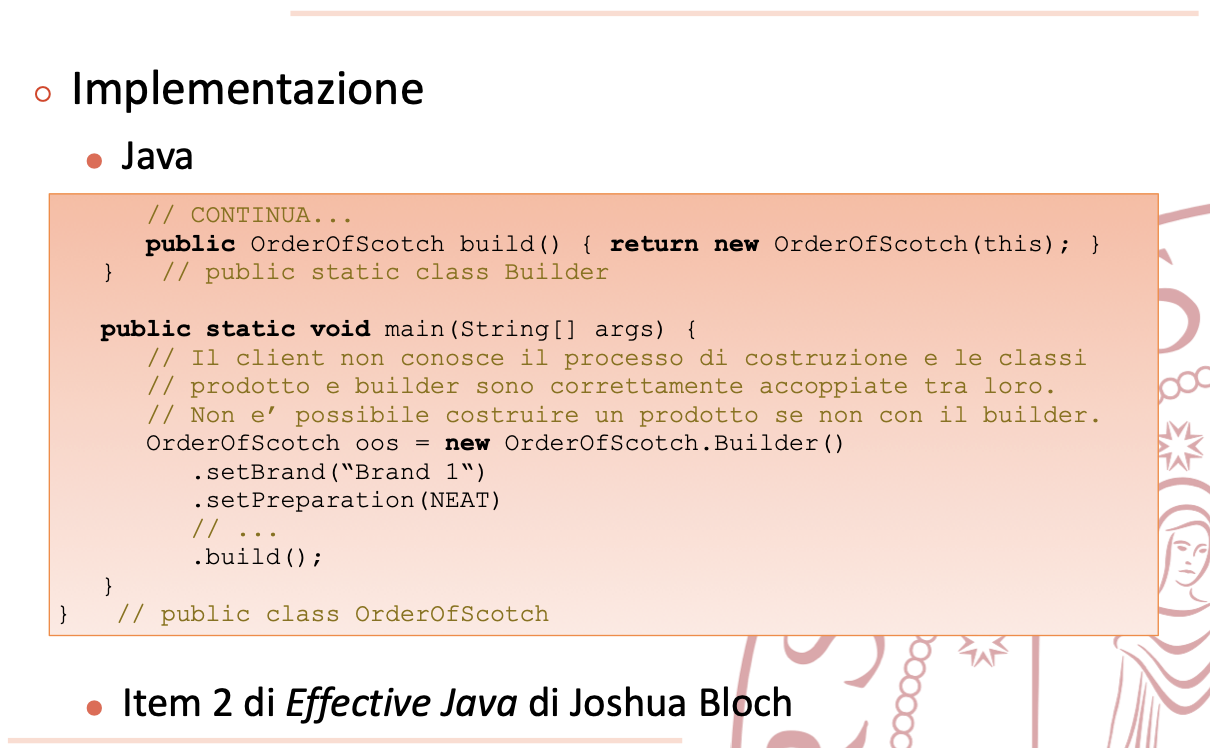 Implementazione
Java
// CONTINUA...
public OrderOfScotch build() { return new OrderOfScotch(this); }
} // public static class Builder
public static void main(String[] args) {
// Il client non conosce il processo di costruzione e le classi
// prodotto e builder sono correttamente accoppiate tra loro.
// Non e’ possibile costruire un prodotto se non con il builder.
OrderOfScotch oos = new OrderOfScotch.Builder()
.setBrand(“Brand 1“)
.setPreparation(NEAT)
// ...
.build();
}
} // public class OrderOfScotch
Item 2 di Effective Java di Joshua Bloch